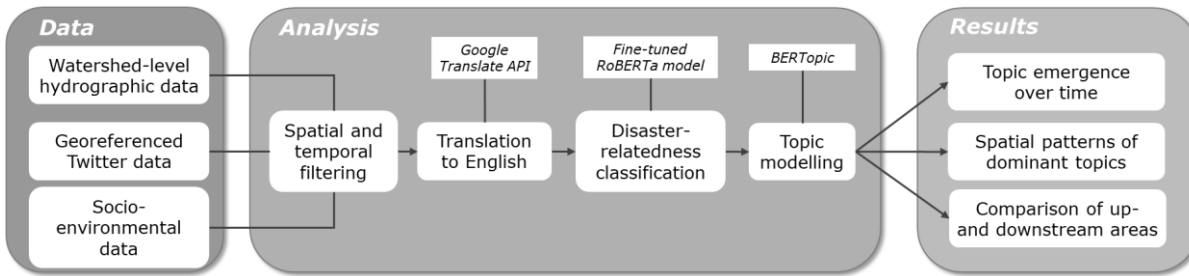 Data
Watershed-level
hydrographic data
Georeferenced
Twitter data
Socio-
environmental
data
Analysis
Spatial and
temporal
filtering
Google
Translate API
Translation
to English
Fine-tuned
RoBERTa model
Disaster-
relatedness
classification
BERTopic
Topic
modelling
Results
Topic emergence
over time
Spatial patterns of
dominant topics
Comparison of up-
and downstream areas